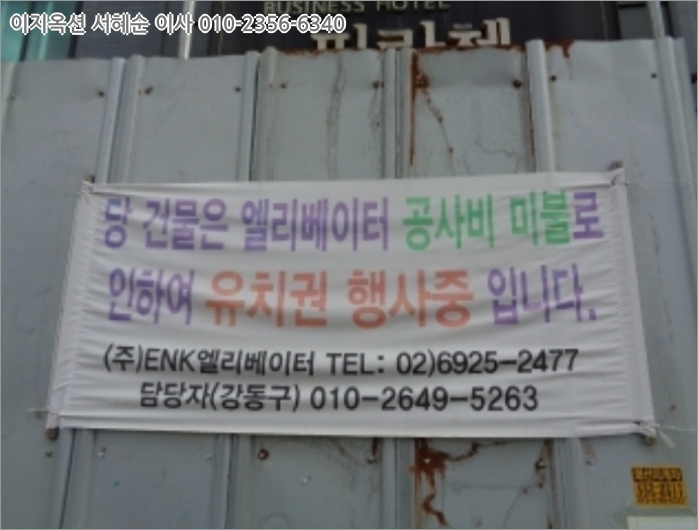 이지옥션 서혜순 이사 010-2356-6340
BUSINESS HOTEL
당 건물은 엘리베이터 공사비 미불로
인하여 유치권 행사중 입니다.
(주)ENK엘리베이터 TEL: 02)6925-2477
담당자(강동구) 010-2649-5263